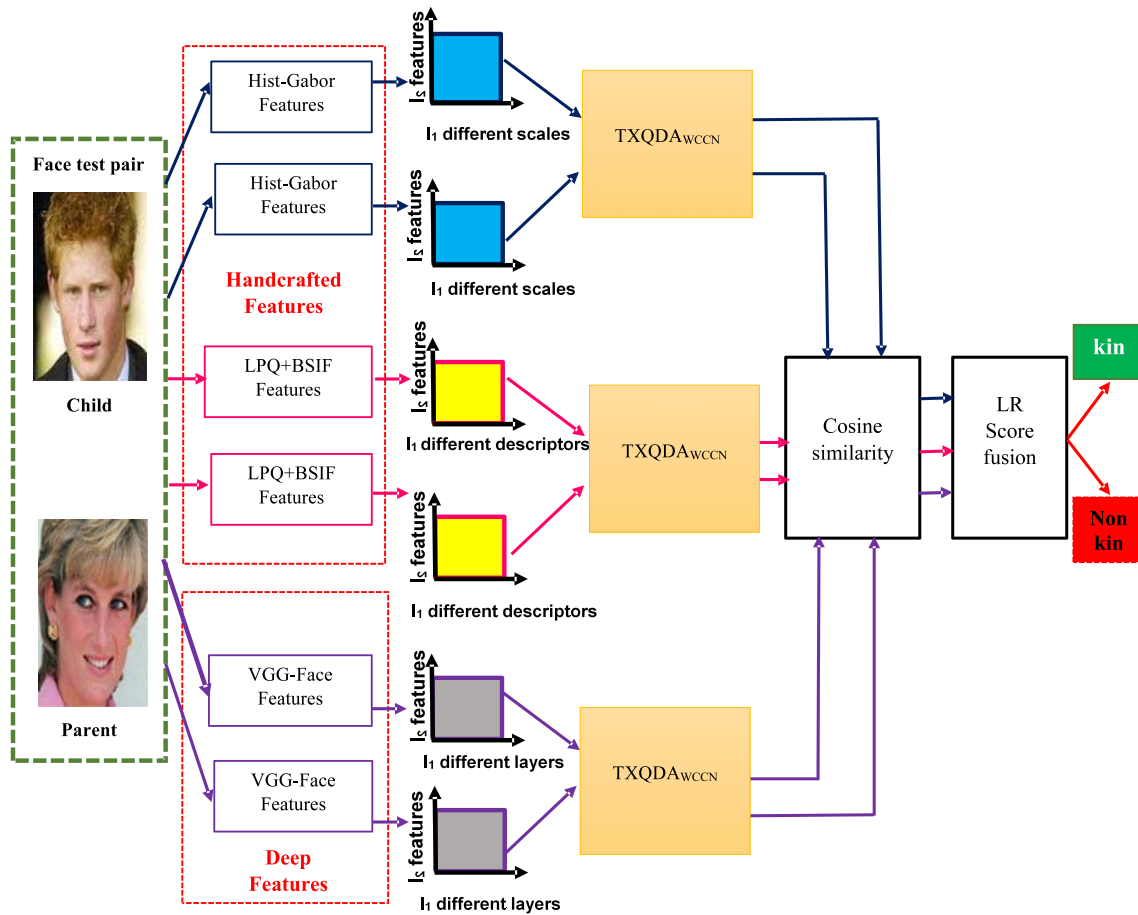 Face test pair
Child
Parent
Hist-Gabor
Features
Hist-Gabor
Features
Handcrafted
Features
LPQ+BSIF
Features
LPQ+BSIF
Features
VGG-Face
Features
VGG-Face
Features
Deep
Features
I₂ features
I₁ different scales
I₂ features
I₁ different scales
I₂ features
I₁ different descriptors
I₂ features
I₁ different descriptors
I₂ features
I₁ different layers
I₂ features
I₁ different layers
TXQDAWCCN
TXQDAWCCN
TXQDAWCCN
Cosine
similarity
LR
Score
fusion
kin
Non
kin